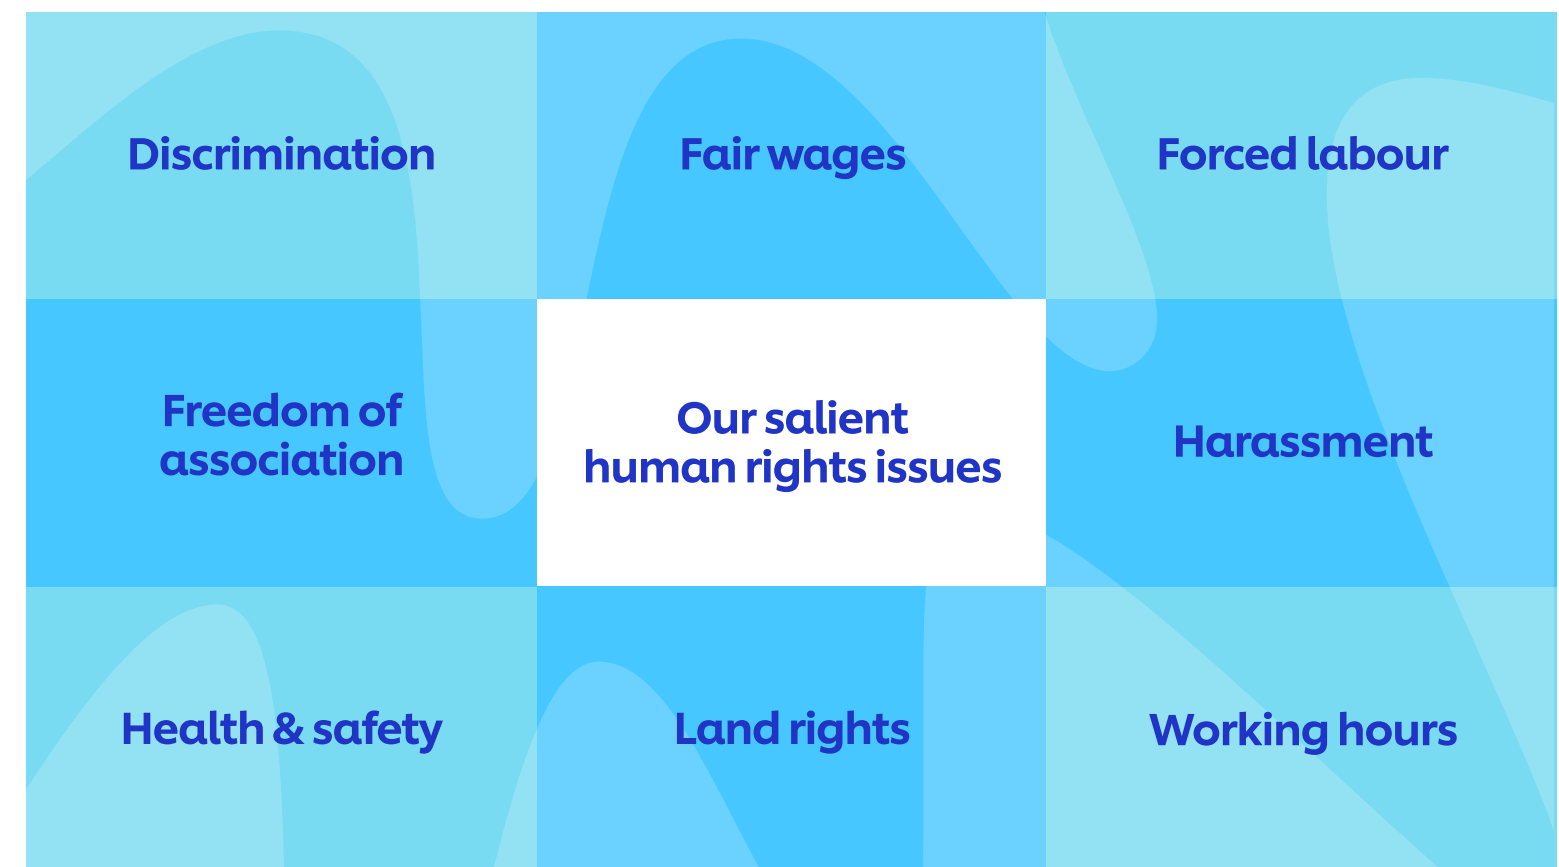 Discrimination
Fair wages
Forced labour
Freedom of
association
Our salient
human rights issues
Harassment
Health & safety
Land rights
Working hours